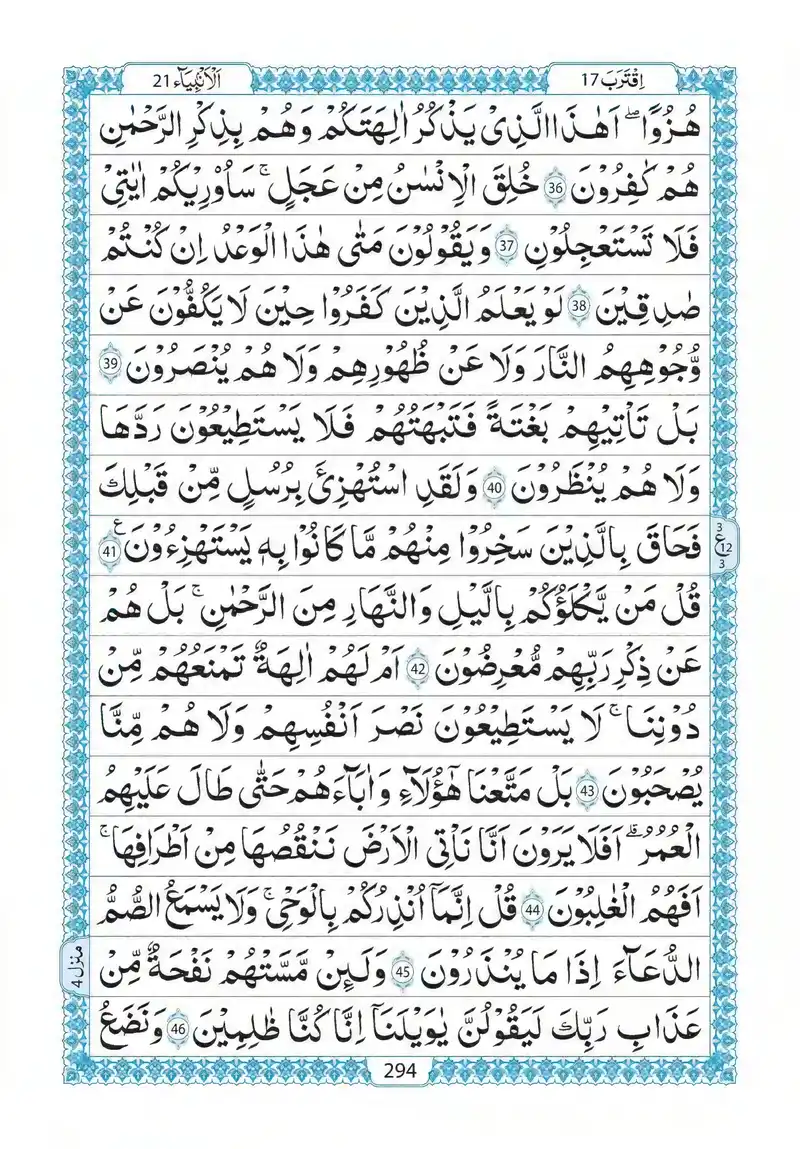 اِقْتَرَبَ 17
اَلْاَنْۢبِیَآء 21
هُزُوًا ؕ اَهٰذَا الَّذِیْ یَذْكُرُ اٰلِهَتَكُمْ وَهُمْ بِذِكْرِ الرَّحْمٰنِ
هُمْ كٰفِرُوْنَ 36 خُلِقَ الْاِنْسٰنُ مِنْ عَجَلٍ ؕ سَاُورِیْكُمْ اٰیٰتِیْ
فَلَا تَسْتَعْجِلُوْنِ 37 وَیَقُوْلُوْنَ مَتٰی هٰذَا الْوَعْدُ اِنْ كُنْتُمْ
صٰدِقِیْنَ 38 لَوْ یَعْلَمُ الَّذِیْنَ كَفَرُوْا حِیْنَ لَا یَكُفُّوْنَ عَنْ
وُّجُوْهِهِمُ النَّارَ وَلَا عَنْ ظُهُوْرِهِمْ وَلَا هُمْ یُنْصَرُوْنَ 39
بَلْ تَاْتِیْهِمْ بَغْتَةً فَتَبْهَتُهُمْ فَلَا یَسْتَطِیْعُوْنَ رَدَّهَا
وَلَا هُمْ یُنْظَرُوْنَ 40 وَلَقَدِ اسْتُهْزِئَ بِرُسُلٍ مِّنْ قَبْلِكَ
فَحَاقَ بِالَّذِیْنَ سَخِرُوْا مِنْهُمْ مَّا كَانُوْا بِهٖ یَسْتَهْزِءُوْنَ 41 ع
3 ع 12 3
قُلْ مَنْ یَّكْلَؤُكُمْ بِالَّیْلِ وَالنَّهَارِ مِنَ الرَّحْمٰنِ ؕ بَلْ هُمْ
عَنْ ذِكْرِ رَبِّهِمْ مُّعْرِضُوْنَ 42 اَمْ لَهُمْ اٰلِهَةٌ تَمْنَعُهُمْ مِّنْ
دُوْنِنَا ؕ لَا یَسْتَطِیْعُوْنَ نَصْرَ اَنْفُسِهِمْ وَلَا هُمْ مِّنَّا
یُصْحَبُوْنَ 43 بَلْ مَتَّعْنَا هٰۤؤُلَآءِ وَاٰبَآءَهُمْ حَتّٰی طَالَ عَلَیْهِمُ
الْعُمُرُ ؕ اَفَلَا یَرَوْنَ اَنَّا نَاْتِی الْاَرْضَ نَنْقُصُهَا مِنْ اَطْرَافِهَا ؕ
اَفَهُمُ الْغٰلِبُوْنَ 44 قُلْ اِنَّمَاۤ اُنْذِرُكُمْ بِالْوَحْیِ ۖ وَلَا یَسْمَعُ الصُّمُّ
الدُّعَآءَ اِذَا مَا یُنْذَرُوْنَ 45 وَلَىِٕنْ مَّسَّتْهُمْ نَفْحَةٌ مِّنْ
منزل 4
عَذَابِ رَبِّكَ لَیَقُوْلُنَّ یٰوَیْلَنَاۤ اِنَّا كُنَّا ظٰلِمِیْنَ 46 وَنَضَعُ
294